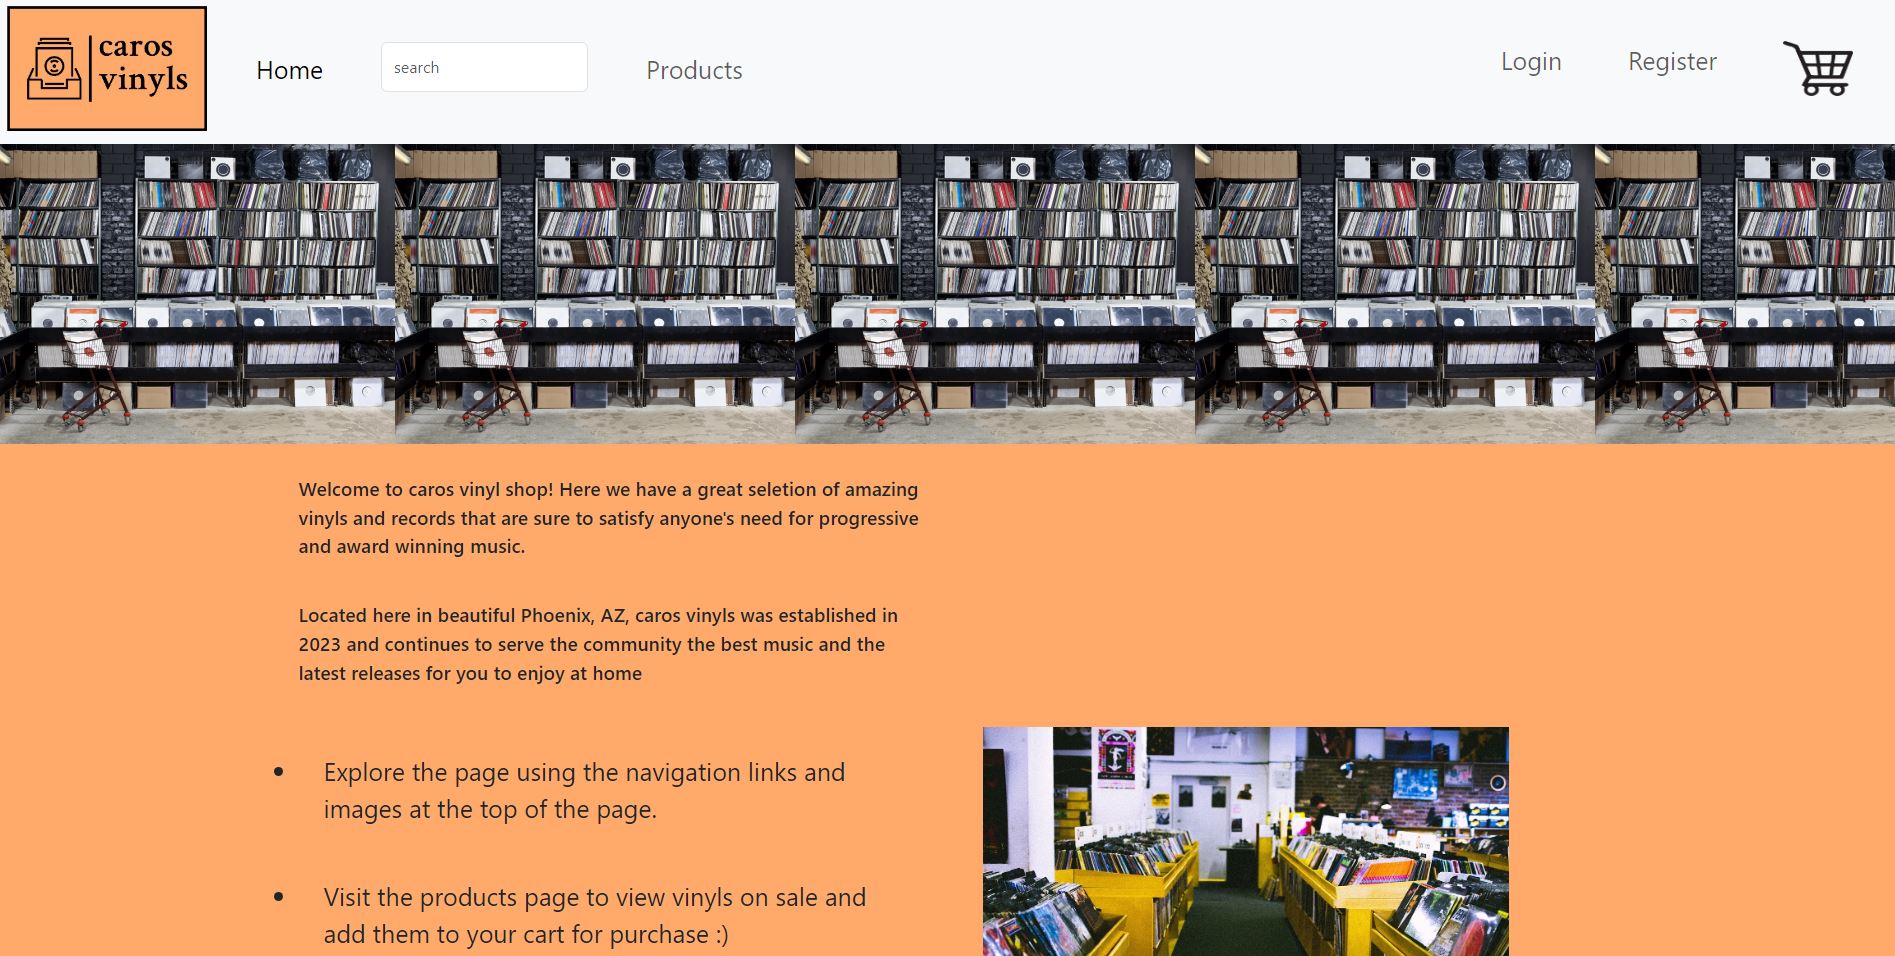 caros
vinyls
Home
search
Products
Login
Register
Welcome to caros vinyl shop! Here we have a great seletion of amazing
vinyls and records that are sure to satisfy anyone's need for progressive
and award winning music.
Located here in beautiful Phoenix, AZ, caros vinyls was established in
2023 and continues to serve the community the best music and the
latest releases for you to enjoy at home
Explore the page using the navigation links and
images at the top of the page.
Visit the products page to view vinyls on sale and
add them to your cart for purchase :)